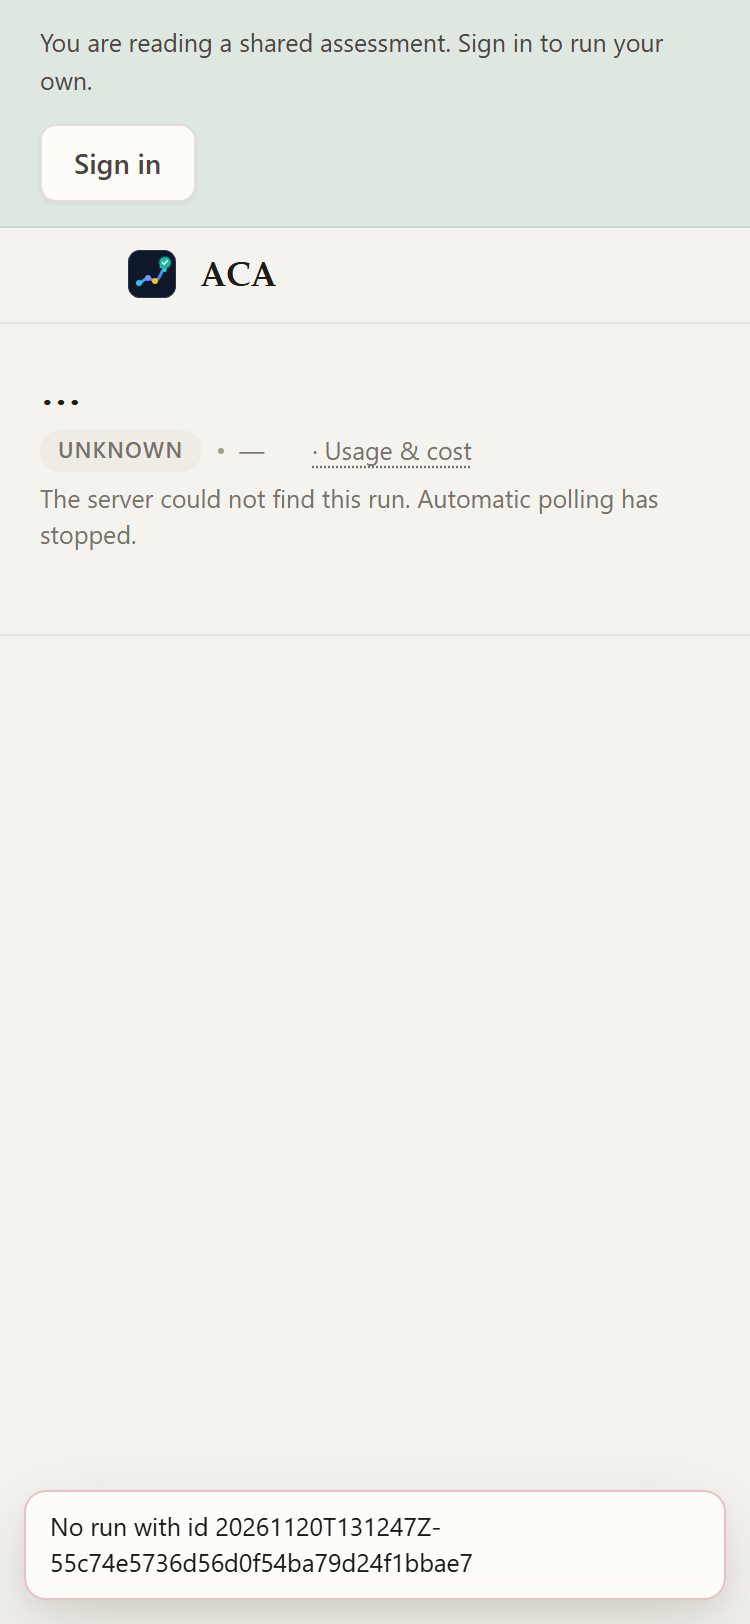 You are reading a shared assessment. Sign in to run your
own.
Sign in
ACA
...
UNKNOWN • — · Usage & cost
The server could not find this run. Automatic polling has
stopped.
No run with id 20261120T131247Z-
55c74e5736d56d0f54ba79d24f1bbae7